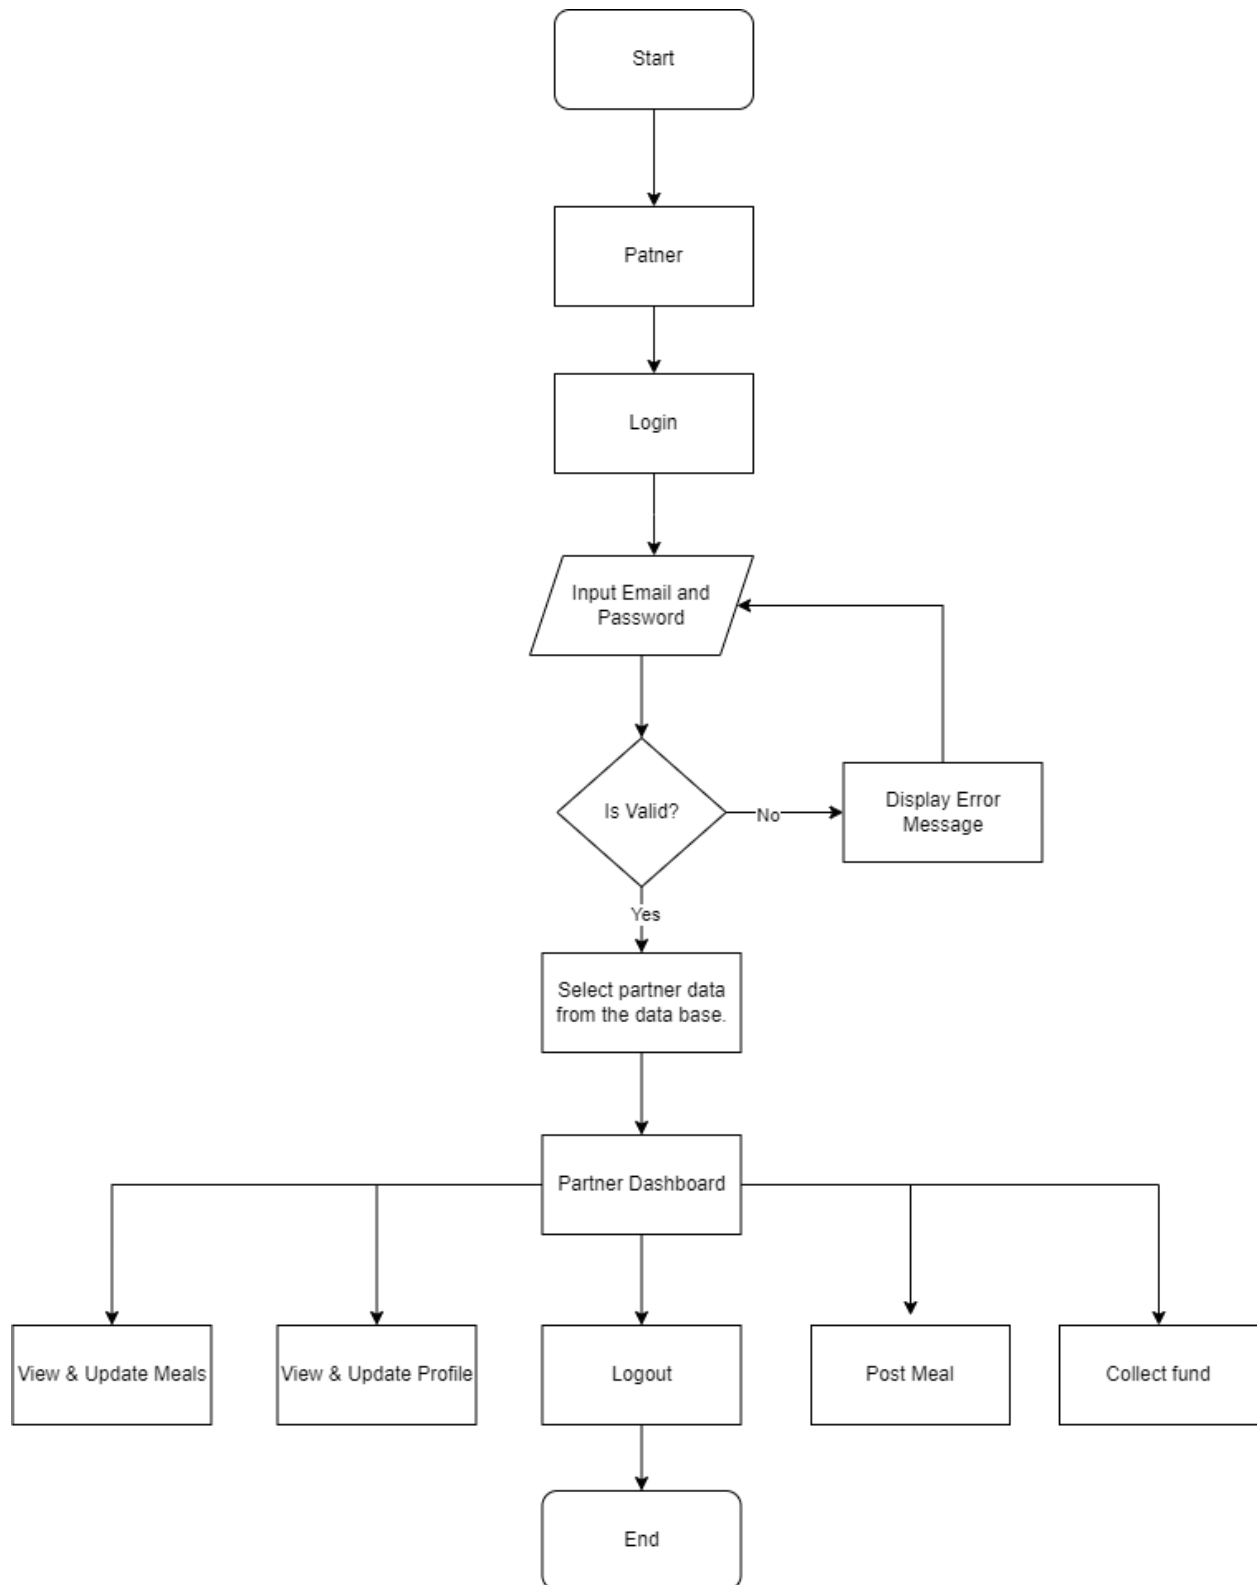 Start
Patner
Login
Input Email and
Password
Is Valid?
No
Display Error
Message
Yes
Select partner data
from the data base.
Partner Dashboard
View & Update Meals
View & Update Profile
Logout
Post Meal
Collect fund
End